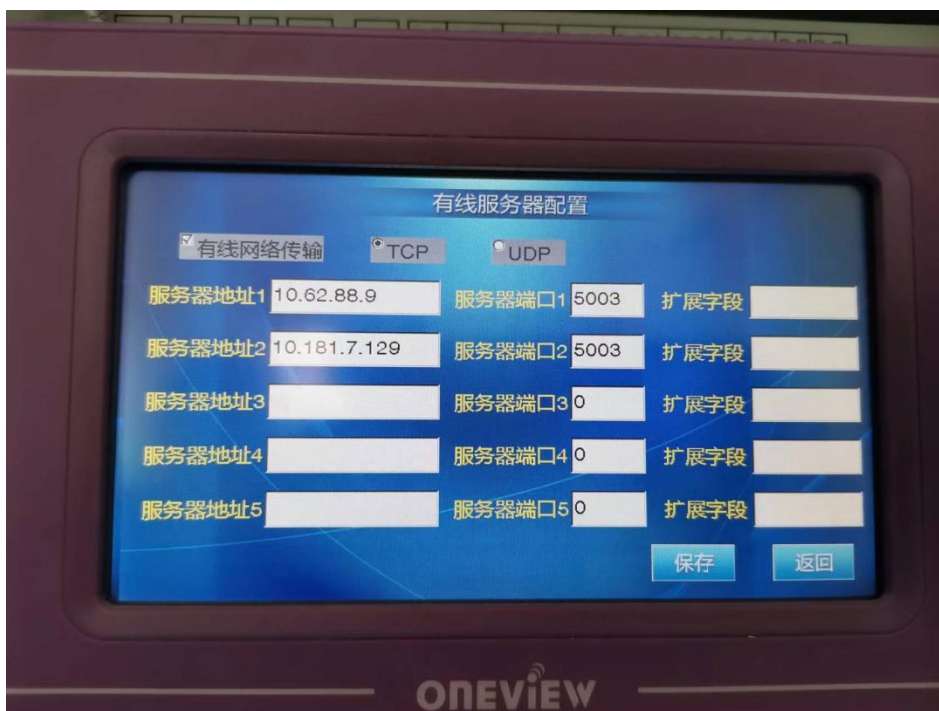 有线服务器配置
有线网络传输 TCP UDP
服务器地址1 10.62.88.9 服务器端口1 5003 扩展字段
服务器地址2 10.181.7.129 服务器端口2 5003 扩展字段
服务器地址3 服务器端口3 0 扩展字段
服务器地址4 服务器端口4 0 扩展字段
服务器地址5 服务器端口5 0 扩展字段
保存 返回
ONEVIEW